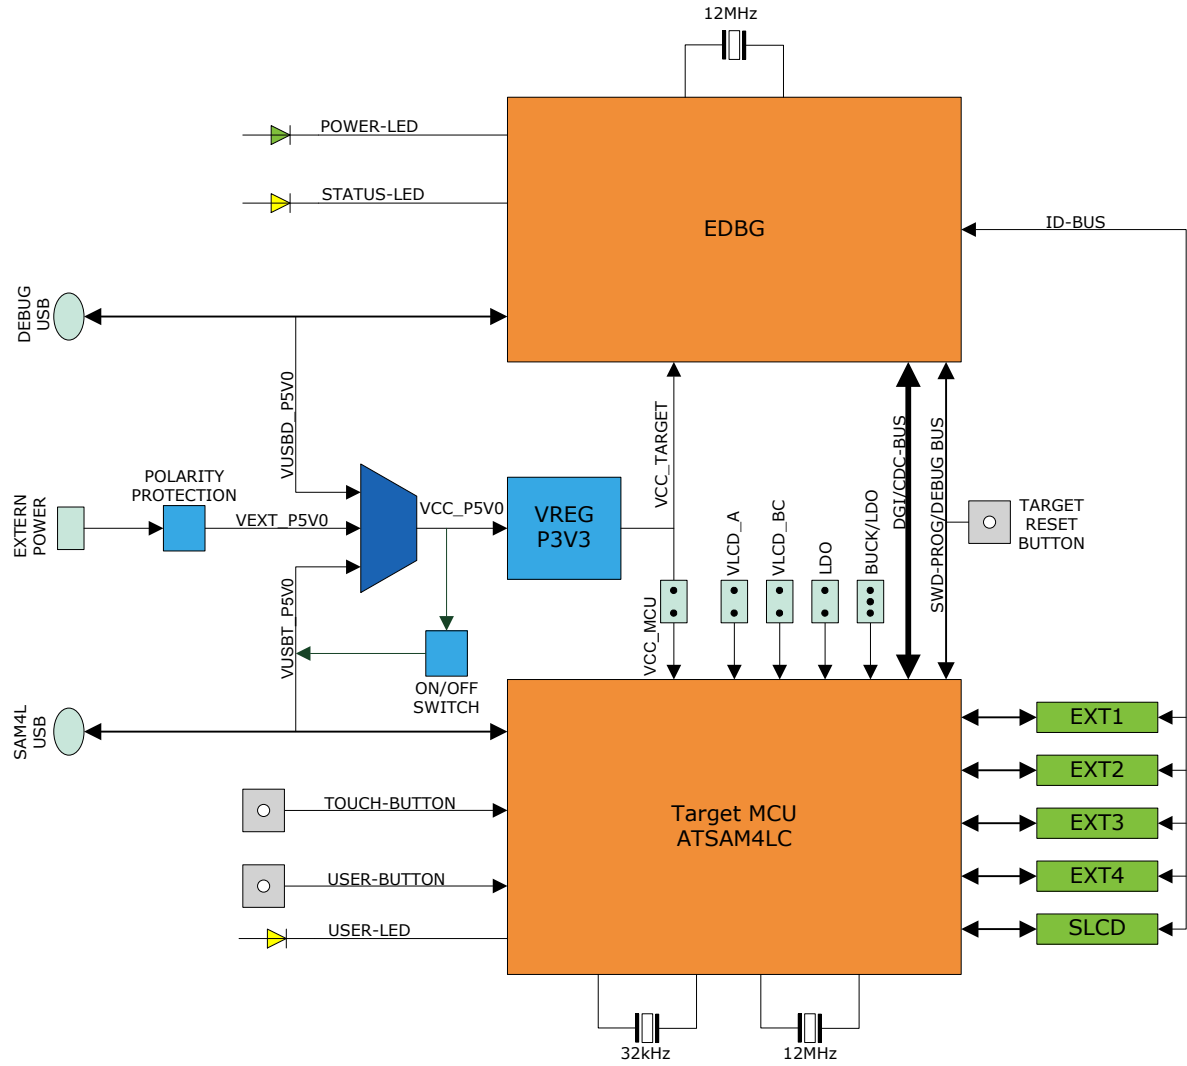 12MHz
POWER-LED
STATUS-LED
EDBG
ID-BUS
DEBUG
USB
VUSBD_P5V0
VCC_TARGET
DGI/CDC-BUS
SWD-PROG/DEBUG BUS
POLARITY
PROTECTION
EXTERN
POWER
VEXT_P5V0
VCC_P5V0
VREG
P3V3
VLCD_A
VLCD_BC
LDO
BUCK/LDO
TARGET
RESET
BUTTON
VUSBT_P5V0
VCC_MCU
ON/OFF
SWITCH
SAM4L
USB
EXT1
EXT2
TOUCH-BUTTON
Target MCU
ATSAM4LC
EXT3
USER-BUTTON
EXT4
USER-LED
SLCD
32kHz
12MHz